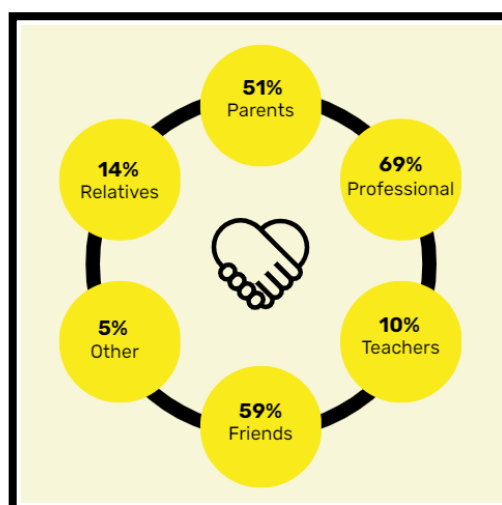 51%
Parents
69%
Professional
10%
Teachers
59%
Friends
5%
Other
14%
Relatives